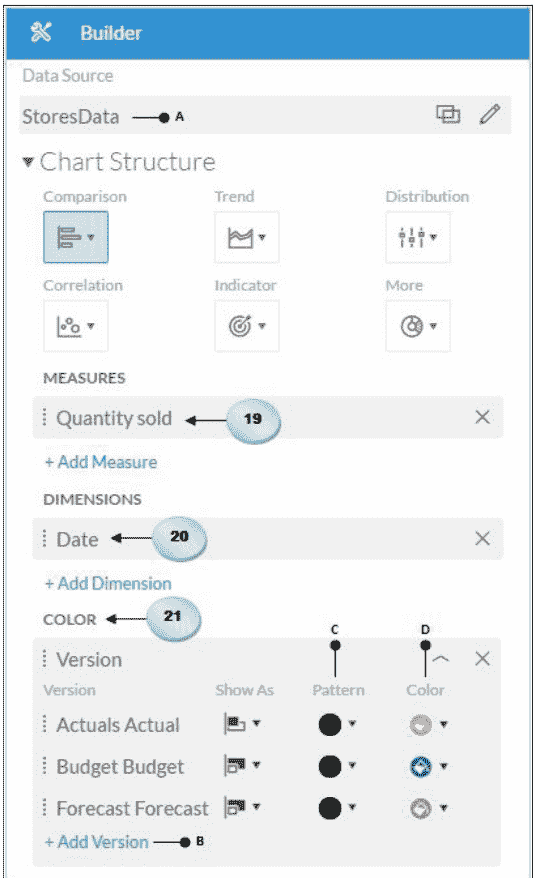 Builder
Data Source
StoresData A
Chart Structure
Comparison Trend Distribution
Correlation Indicator More
MEASURES
Quantity sold 19
+ Add Measure
DIMENSIONS
Date 20
+ Add Dimension
COLOR 21
C D
Version
Version Show As Pattern Color
Actuals Actual
Budget Budget
Forecast Forecast
+ Add Version B